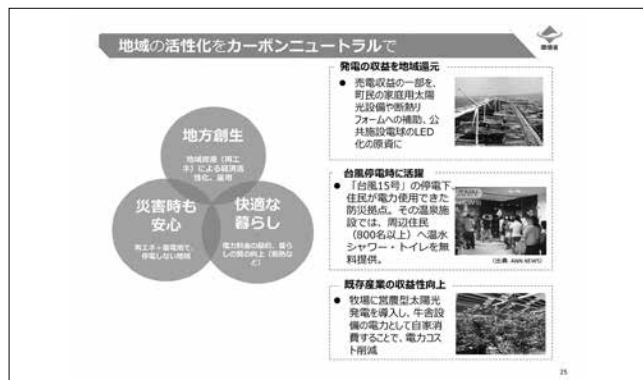 地域の活性化をカーボンニュートラルで
環境省
地方創生
地域資源（再エ
ネ）による経済活
性化、雇用
災害時も
安心
再エネ＋蓄電池で、
停電しない地域
快適な
暮らし
電力料金の節約、暮ら
しの質の向上（断熱な
ど）
発電の収益を地域還元
● 売電収益の一部を、
町民の家庭用太陽
光設備や断熱リ
フォームへの補助、公
共施設電球のLED
化の原資に
台風停電時に活躍
● 「台風15号」の停電下、
住民が電力使用できた
防災拠点。その温泉施
設では、周辺住民
（800名以上）へ温水
シャワー・トイレを無
料提供。
（出典 ANN NEWS）
既存産業の収益性向上
● 牧場に営農型太陽光
発電を導入し、牛舎設
備の電力として自家消
費することで、電力コス
ト削減
25